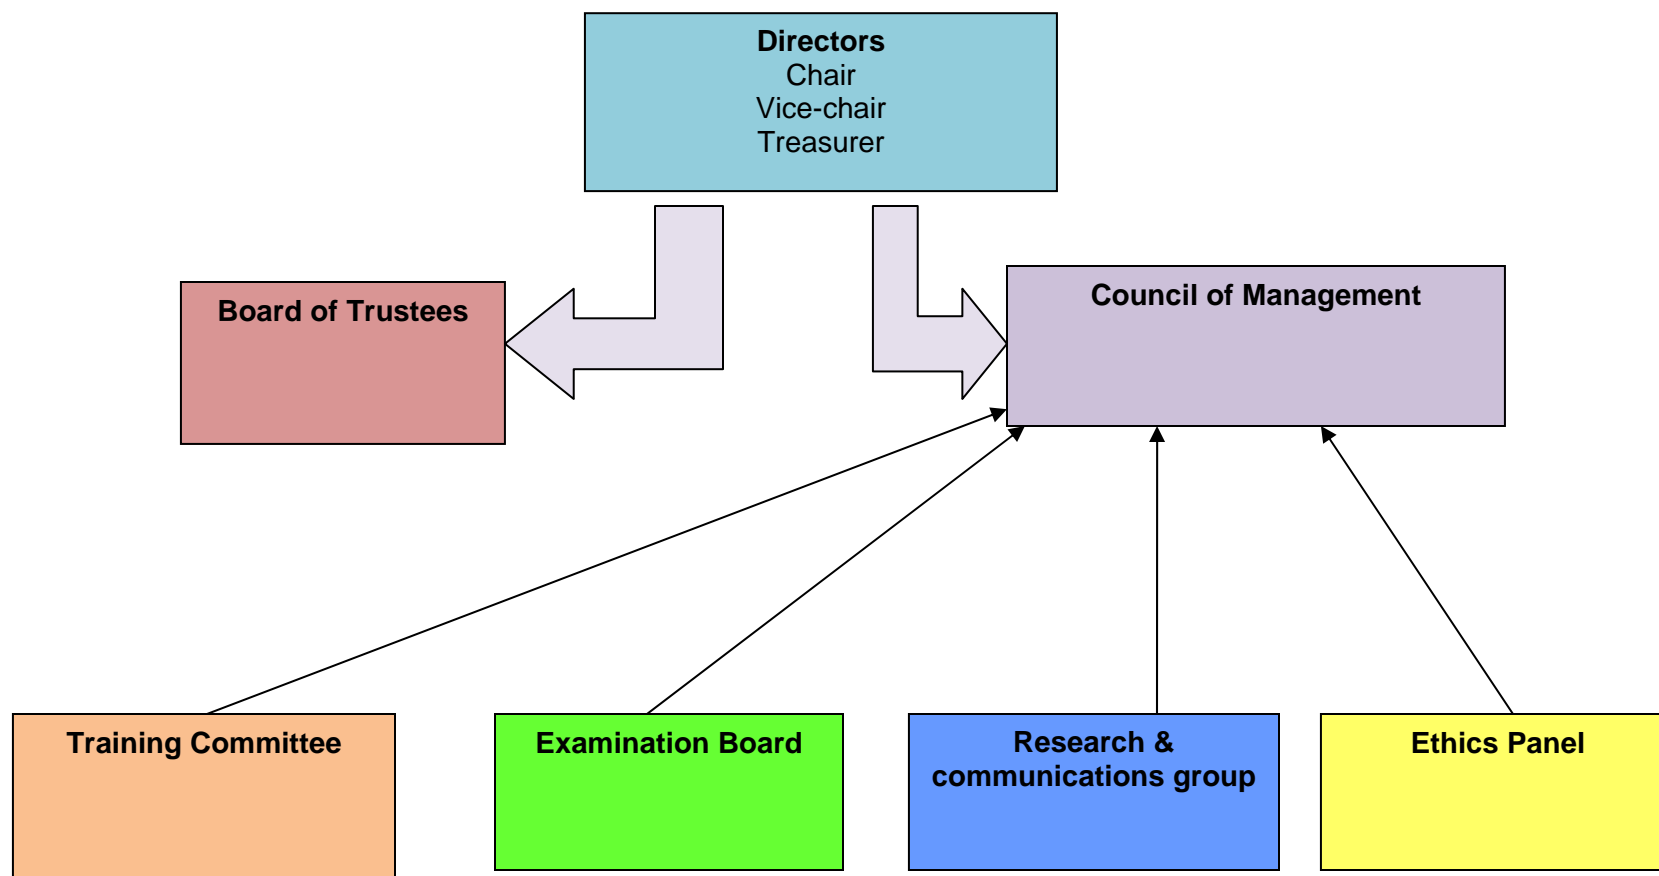 Directors
Chair
Vice-chair
Treasurer
Board of Trustees
Council of Management
Training Committee
Examination Board
Research &
communications group
Ethics Panel